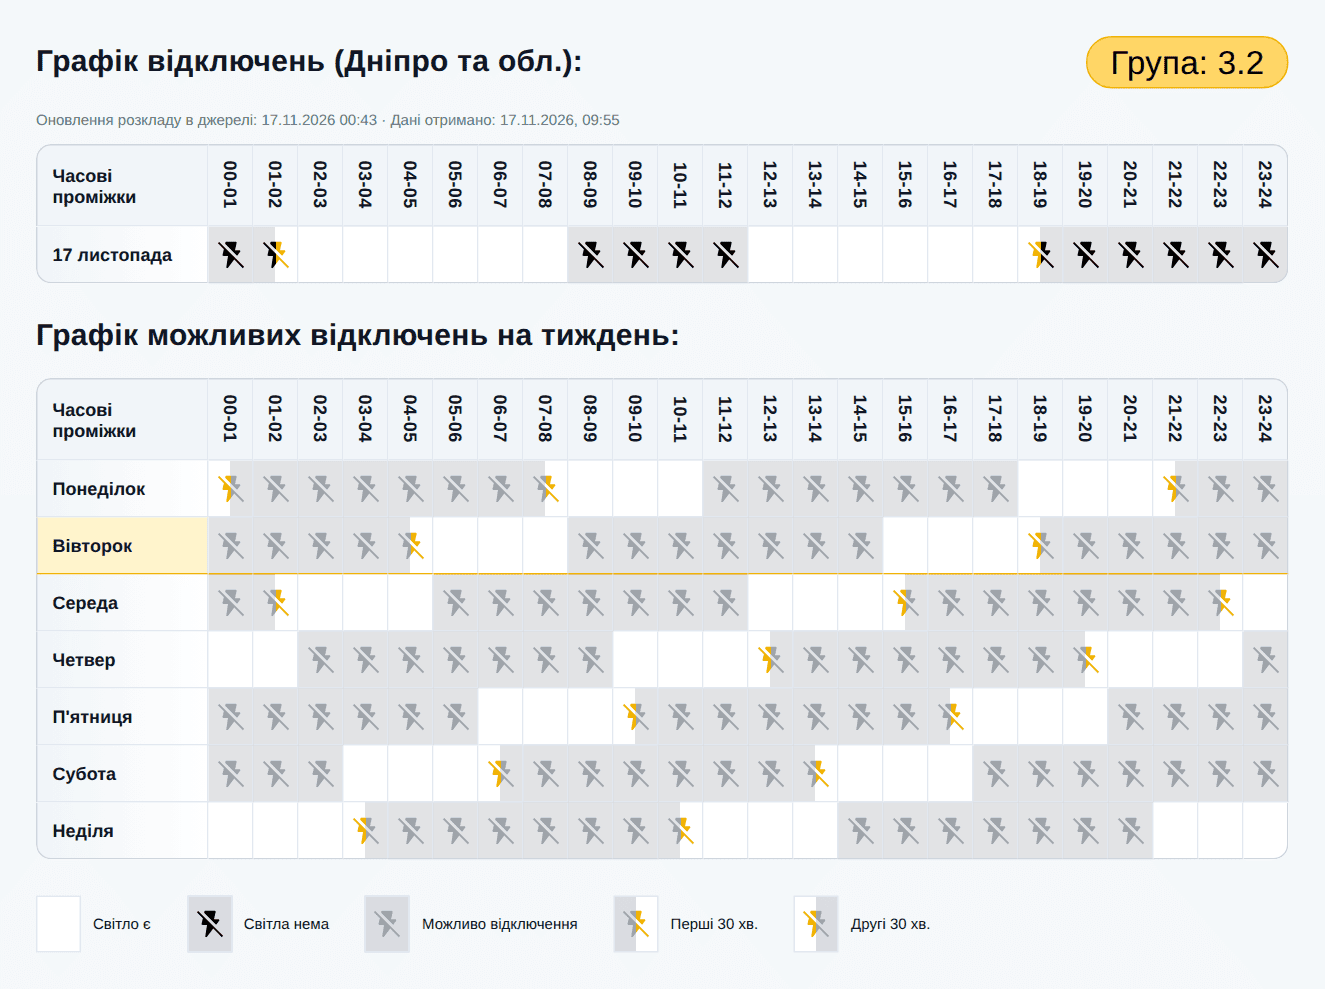 Графік відключень (Дніпро та обл.):
Група: 3.2
Оновлення розкладу в джерелі: 17.11.2026 00:43 · Дані отримано: 17.11.2026, 09:55
Часові проміжки 00-01 01-02 02-03 03-04 04-05 05-06 06-07 07-08 08-09 09-10 10-11 11-12 12-13 13-14 14-15 15-16 16-17 17-18 18-19 19-20 20-21 21-22 22-23 23-24
17 листопада
Графік можливих відключень на тиждень:
Часові проміжки 00-01 01-02 02-03 03-04 04-05 05-06 06-07 07-08 08-09 09-10 10-11 11-12 12-13 13-14 14-15 15-16 16-17 17-18 18-19 19-20 20-21 21-22 22-23 23-24
Понеділок
Вівторок
Середа
Четвер
П'ятниця
Субота
Неділя
Світло є Світла нема Можливо відключення Перші 30 хв. Другі 30 хв.